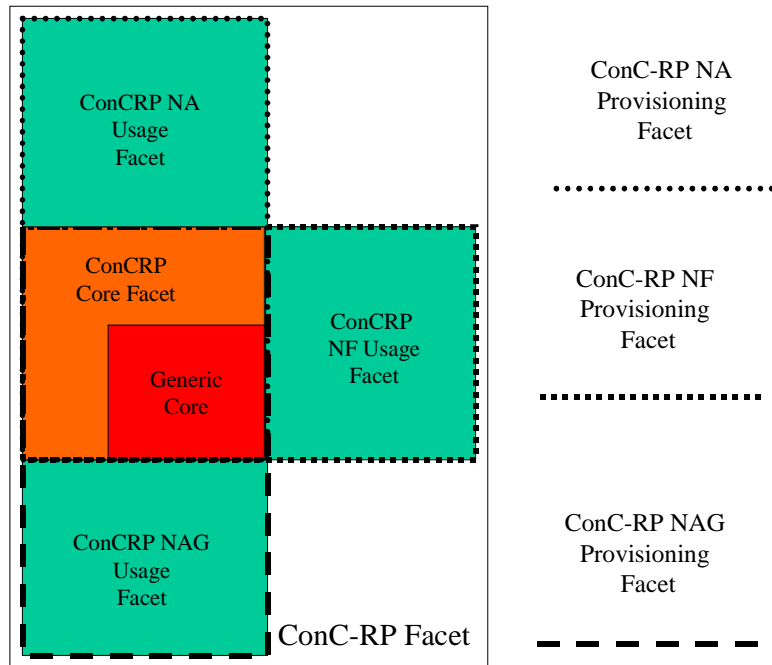 ConCRP NA
Usage
Facet
ConCRP
Core Facet
Generic
Core
ConCRP
NF Usage
Facet
ConCRP NAG
Usage
Facet
ConC-RP Facet
ConC-RP NA
Provisioning
Facet
ConC-RP NF
Provisioning
Facet
ConC-RP NAG
Provisioning
Facet